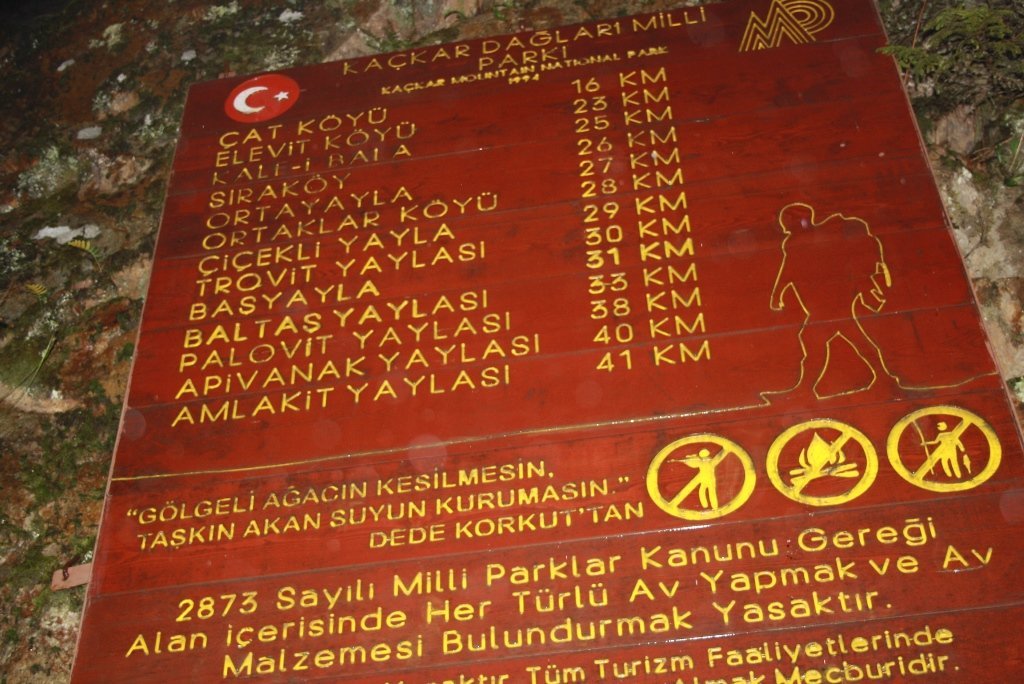 KAÇKAR DAĞLARI MİLLİ
PARKI
KAÇKAR MOUNTAIN NATIONAL PARK
1994
ÇAT KÖYÜ 16 KM
ELEVİT KÖYÜ 23 KM
KALE-İ BALA 25 KM
SIRAKÖY 26 KM
ORTAYAYLA 27 KM
ORTAKLAR KÖYÜ 28 KM
ÇİÇEKLİ YAYLA 29 KM
TROVİT YAYLASI 30 KM
BAŞYAYLA 31 KM
BALTAŞ YAYLASI 33 KM
PALOVİT YAYLASI 38 KM
APİVANAK YAYLASI 40 KM
AMLAKİT YAYLASI 41 KM
“GÖLGELİ AĞACIN KESİLMESİN,
TAŞKIN AKAN SUYUN KURUMASIN.”
DEDE KORKUT'TAN
2873 Sayılı Milli Parklar Kanunu Gereği
Alan içerisinde Her Türlü Av Yapmak ve Av
Malzemesi Bulundurmak Yasaktır.
Tüm Turizm Faaliyetlerinde
Almak Mecburidir.